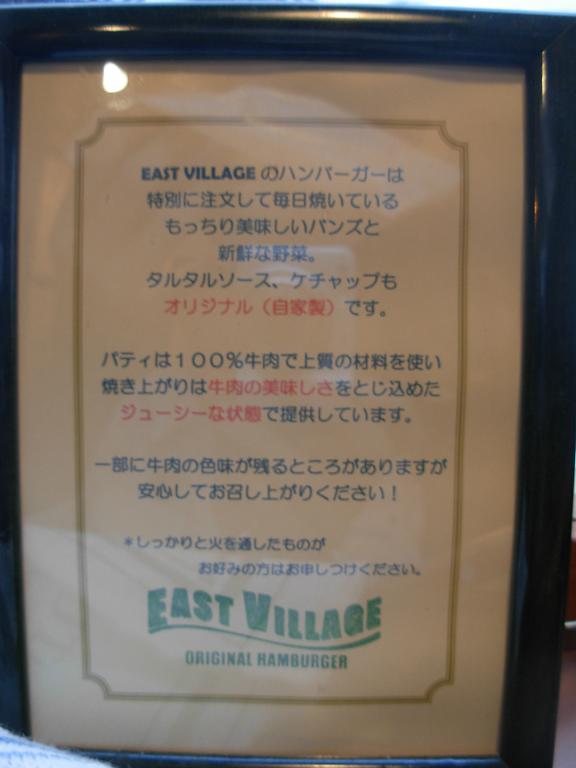 EAST VILLAGE のハンバーガーは
特別に注文して毎日焼いている
もっちり美味しいバンズと
新鮮な野菜。
タルタルソース、ケチャップも
オリジナル（自家製）です。
パティは１００％牛肉で上質の材料を使い
焼き上がりは牛肉の美味しさをとじ込めた
ジューシーな状態で提供しています。
一部に牛肉の色味が残るところがありますが
安心してお召し上がりください！
＊しっかりと火を通したものが
お好みの方はお申しつけください。
EAST VILLAGE
ORIGINAL HAMBURGER